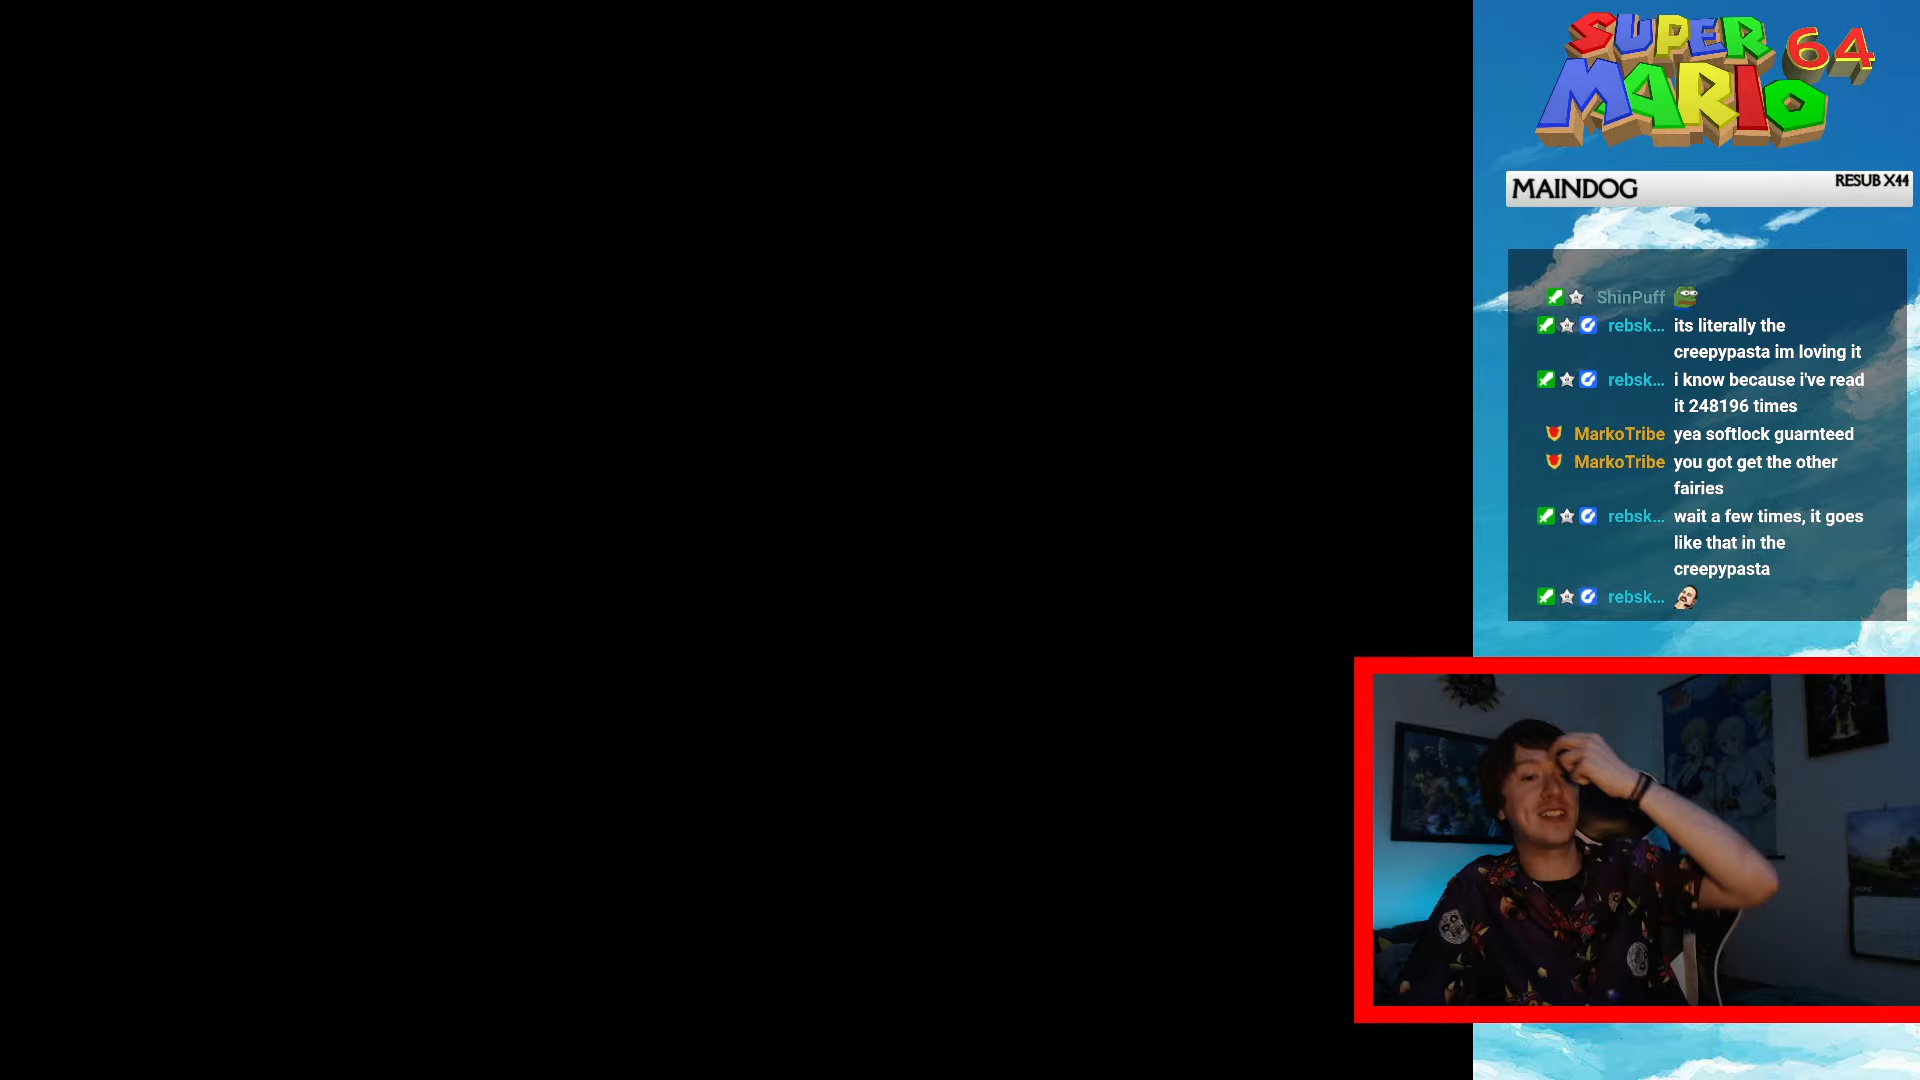 SUPER
MARIO 64
MAINDOG
RESUB X44
ShinPuff
rebsk... its literally the
creepypasta im loving it
rebsk... i know because i've read
it 248196 times
MarkoTribe yea softlock guarnteed
MarkoTribe you got get the other
fairies
rebsk... wait a few times, it goes
like that in the
creepypasta
rebsk...